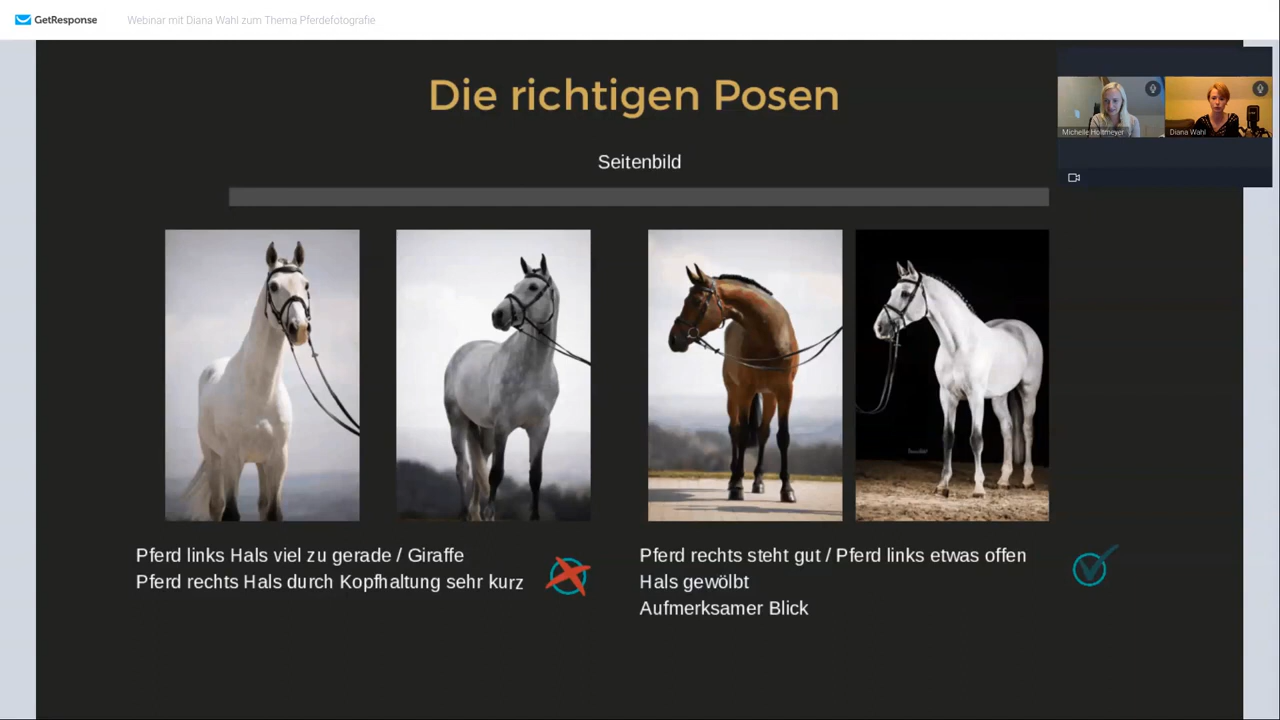 GetResponse
Webinar mit Diana Wahl zum Thema Pferdefotografie
Die richtigen Posen
Seitenbild
Michelle Holtmeyer
Diana Wahl
Pferd links Hals viel zu gerade / Giraffe
Pferd rechts Hals durch Kopfhaltung sehr kurz
Pferd rechts steht gut / Pferd links etwas offen
Hals gewölbt
Aufmerksamer Blick